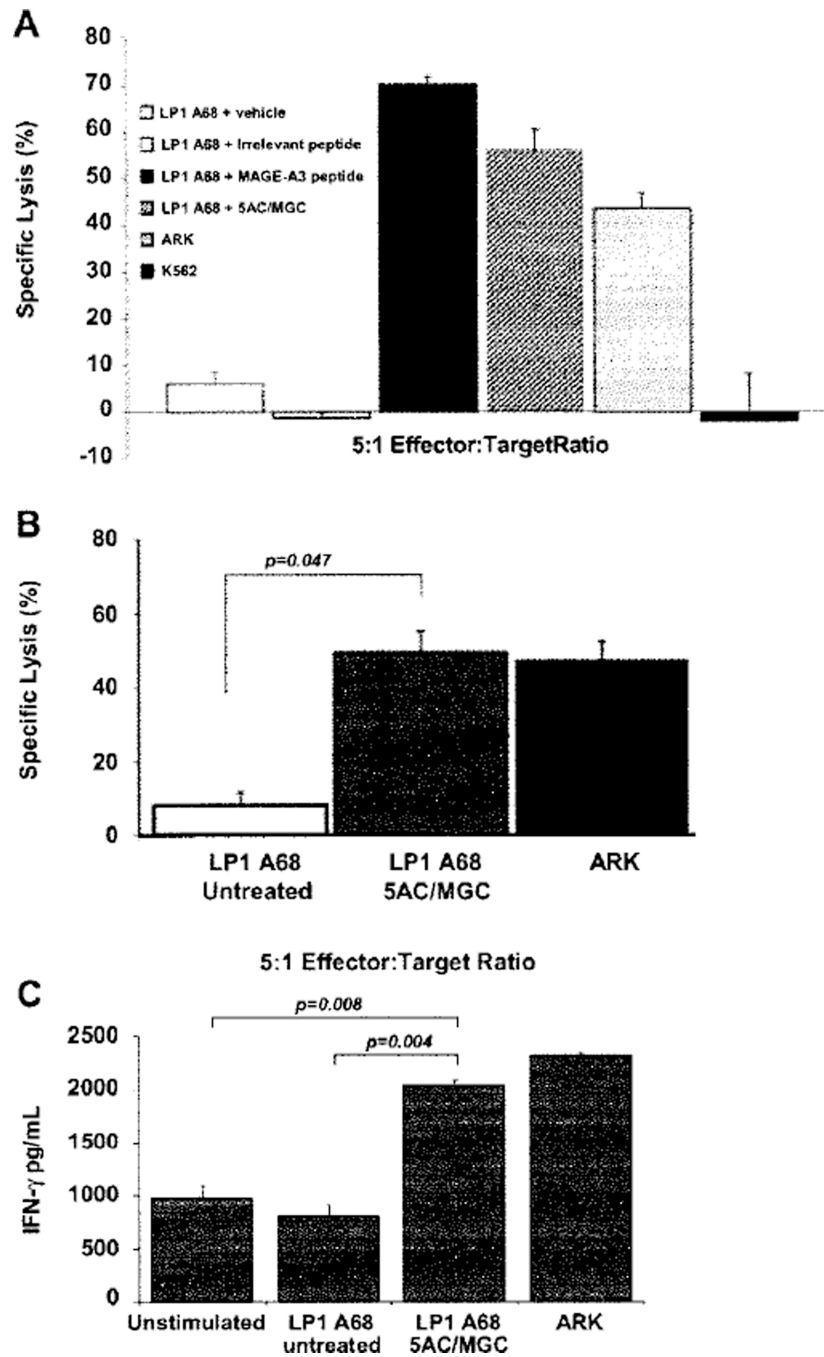 A
80
70
60
50
40
30
20
10
0
-10
Specific Lysis (%)
LP1 A68 + vehicle
LP1 A68 + Irrelevant peptide
LP1 A68 + MAGE-A3 peptide
LP1 A68 + 5AC/MGC
ARK
K562
5:1 Effector:TargetRatio
B
80
60
40
20
0
Specific Lysis (%)
p=0.047
LP1 A68
Untreated
LP1 A68
5AC/MGC
ARK
5:1 Effector:Target Ratio
C
2500
2000
1500
1000
500
0
IFN-γ pg/mL
p=0.008
p=0.004
Unstimulated
LP1 A68
untreated
LP1 A68
5AC/MGC
ARK